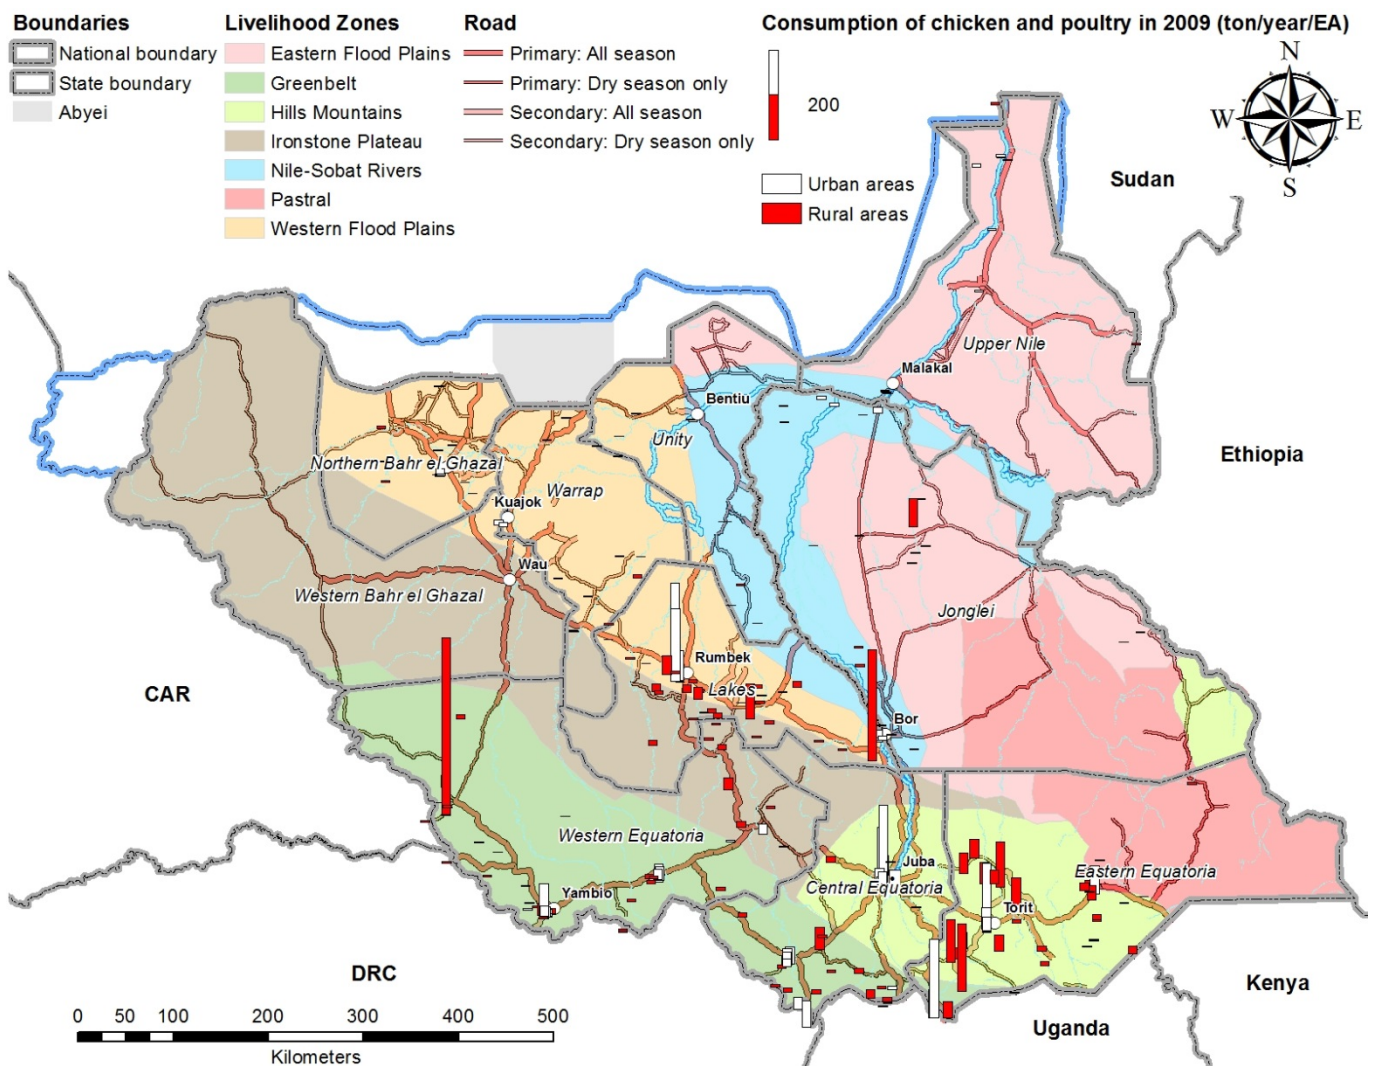 Boundaries
National boundary
State boundary
Abyei
Livelihood Zones
Eastern Flood Plains
Greenbelt
Hills Mountains
Ironstone Plateau
Nile-Sobat Rivers
Pastral
Western Flood Plains
Road
Primary: All season
Primary: Dry season only
Secondary: All season
Secondary: Dry season only
Consumption of chicken and poultry in 2009 (ton/year/EA)
200
Urban areas
Rural areas
N
W E
S
Sudan
Upper Nile
Malakal
Bentiu
Unity
Ethiopia
Northern Bahr el Ghazal
Warrap
Kuajok
Wau
Western Bahr el Ghazal
Jonglei
Rumbek
Lakes
CAR
Bor
Western Equatoria
Juba
Central Equatoria
Eastern Equatoria
Yambio
Torit
DRC
Kenya
Uganda
0 50 100 200 300 400 500
Kilometers